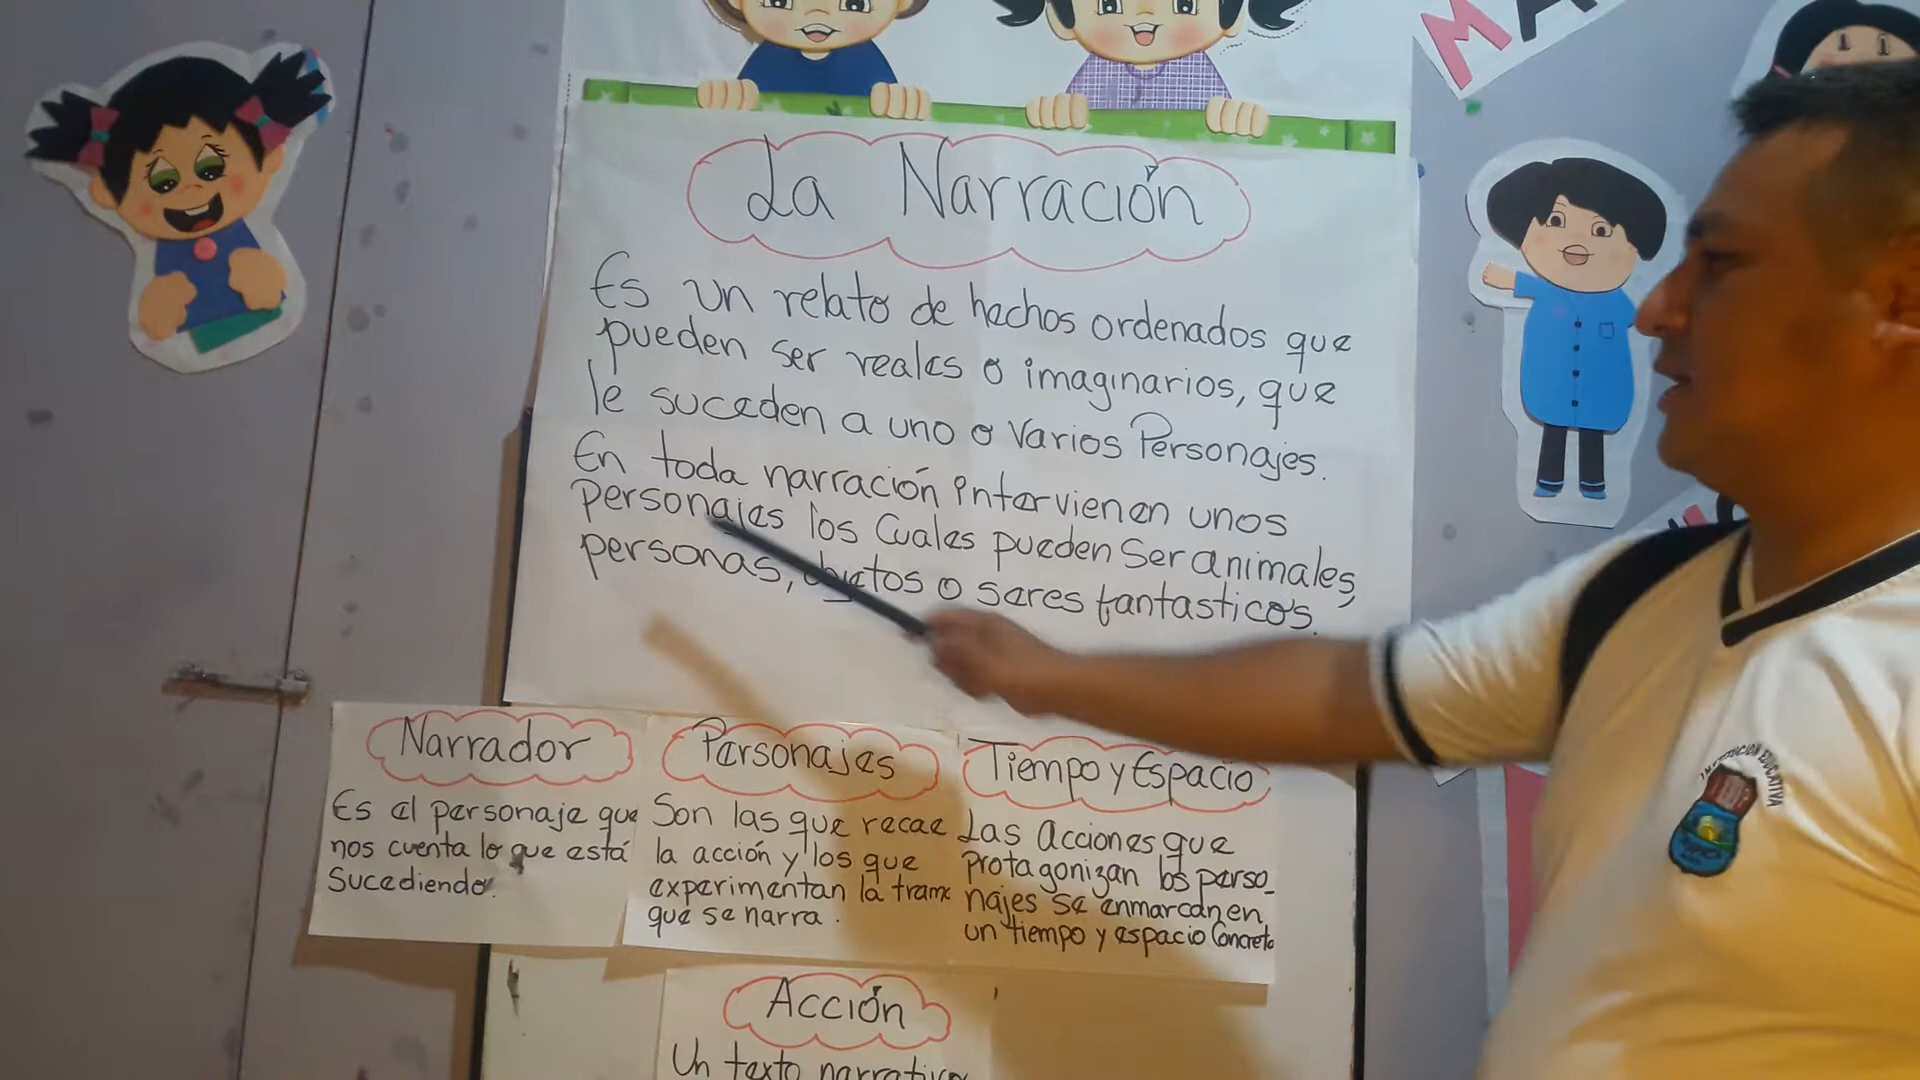 La Narración
Es un relato de hechos ordenados que
pueden ser reales o imaginarios, que
le suceden a uno o varios Personajes.
En toda narración intervienen unos
personajes los Cuales pueden Ser animales,
personas, objetos o seres fantasticos.
Narrador
Es el personaje que
nos cuenta lo que está
Sucediendo.
Personajes
Son las que recae
la acción y los que
experimentan la trama
que se narra.
Tiempo y Espacio
Las Acciones que
protagonizan los perso_
najes se enmarcan en
un tiempo y espacio Concreto
Acción
Un texto narrativo
MA
EDUCATIVA